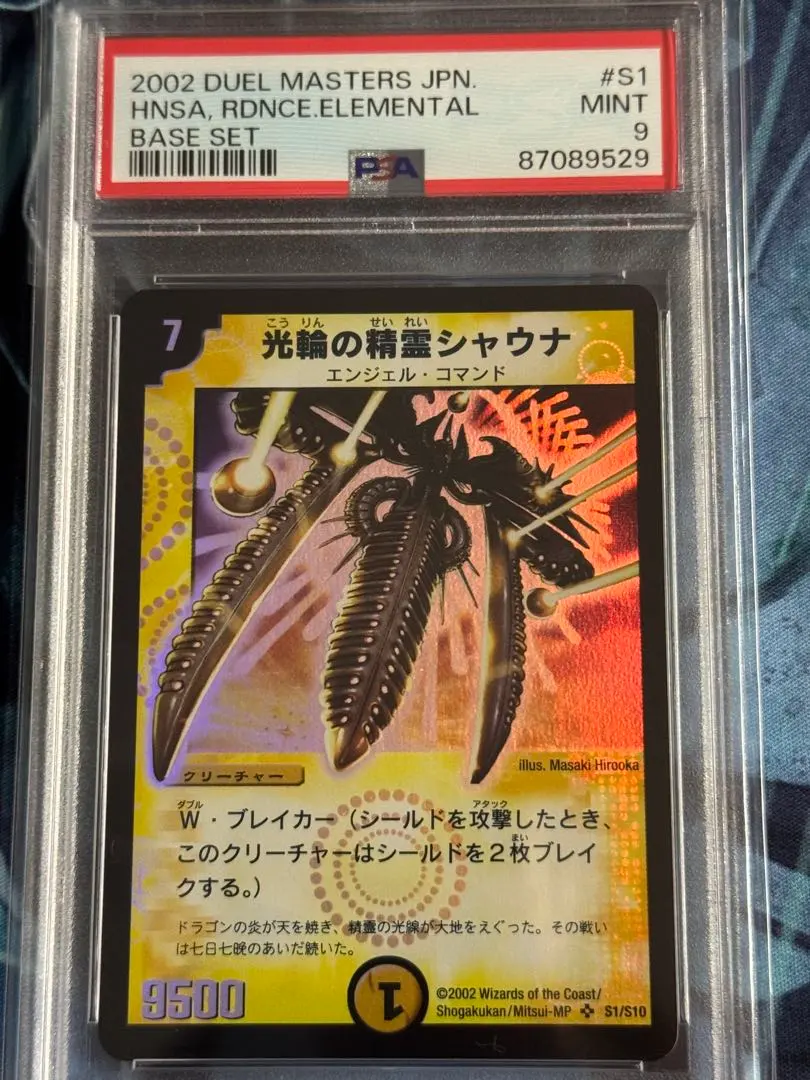 2002 DUEL MASTERS JPN. #S1
HNSA, RDNCE.ELEMENTAL MINT
BASE SET 9
PSA 87089529
7
こうりん せいれい
光輪の精霊シャウナ
エンジェル・コマンド
illus. Masaki Hirooka
クリーチャー
ダブル アタック
W・ブレイカー（シールドを攻撃したとき、
まい
このクリーチャーはシールドを2枚ブレイ
クする。）
ドラゴンの炎が天を焼き、精霊の光線が大地をえぐった。その戦い
は七日七晩のあいだ続いた。
9500
1
©2002 Wizards of the Coast/
Shogakukan/Mitsui-MP S1/S10